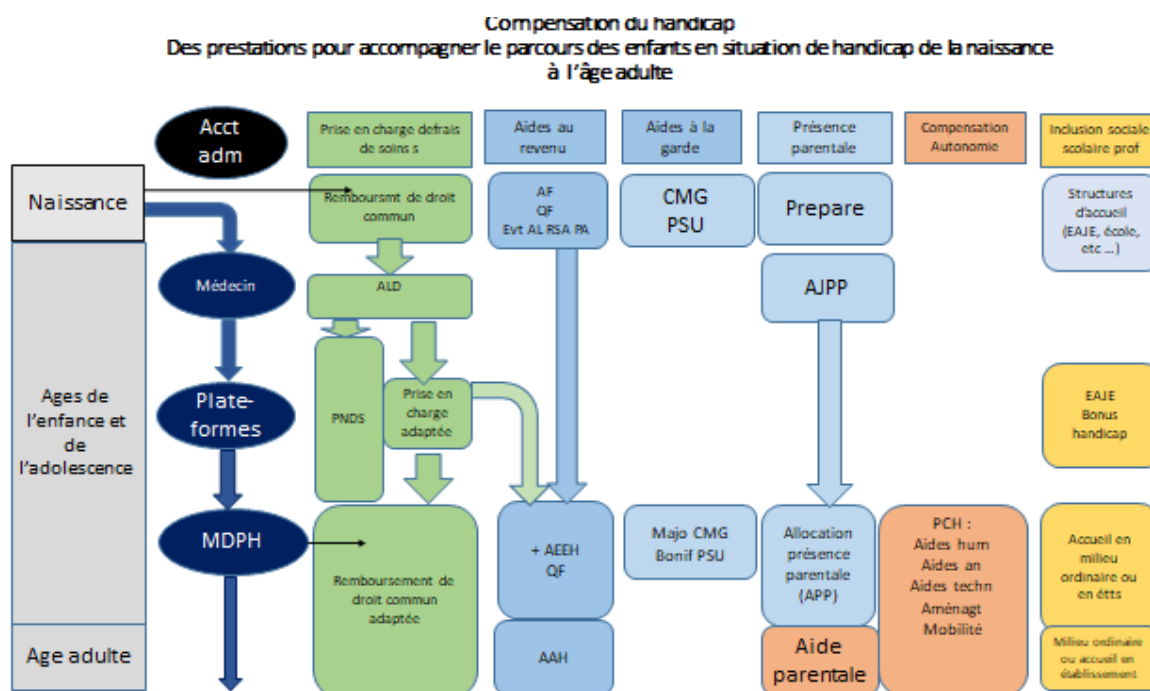 Compensation du handicap
Des prestations pour accompagner le parcours des enfants en situation de handicap de la naissance
à l'âge adulte
Acct
adm
Prise en charge defrais
de soins s
Aides au
revenu
Aides à la
garde
Présence
parentale
Compensation
Autonomie
Inclusion sociale
scolaire prof
Naissance
Remboursmt de droit
commun
AF
QF
Evt AL RSA PA
CMG
PSU
Prepare
Structures
d'accueil
(EAJE, école,
etc ...)
Médecin
ALD
AJPP
Ages de
l'enfance et
de
l'adolescence
Plate-
formes
PNDS
Prise en
charge
adaptée
EAJE
Bonus
handicap
MDPH
Remboursement de
droit commun
adaptée
+ AEEH
QF
Majo CMG
Bonif PSU
Allocation
présence
parentale
(APP)
PCH :
Aides hum
Aides an
Aides techn
Aménagt
Mobilité
Accueil en
milieu
ordinaire ou
en étts
Age adulte
AAH
Aide
parentale
Milieu ordinaire
ou accueil en
établissement